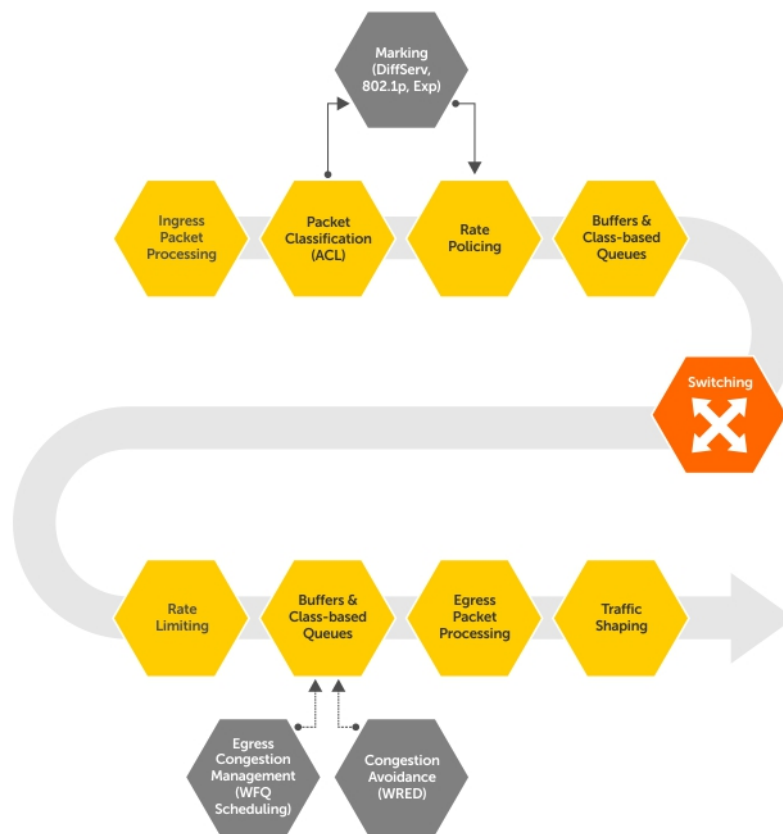 Marking
(DiffServ,
802.1p, Exp)
Ingress
Packet
Processing
Packet
Classification
(ACL)
Rate
Policing
Buffers &
Class-based
Queues
Switching
Rate
Limiting
Buffers &
Class-based
Queues
Egress
Packet
Processing
Traffic
Shaping
Egress
Congestion
Management
(WFQ
Scheduling)
Congestion
Avoidance
(WRED)